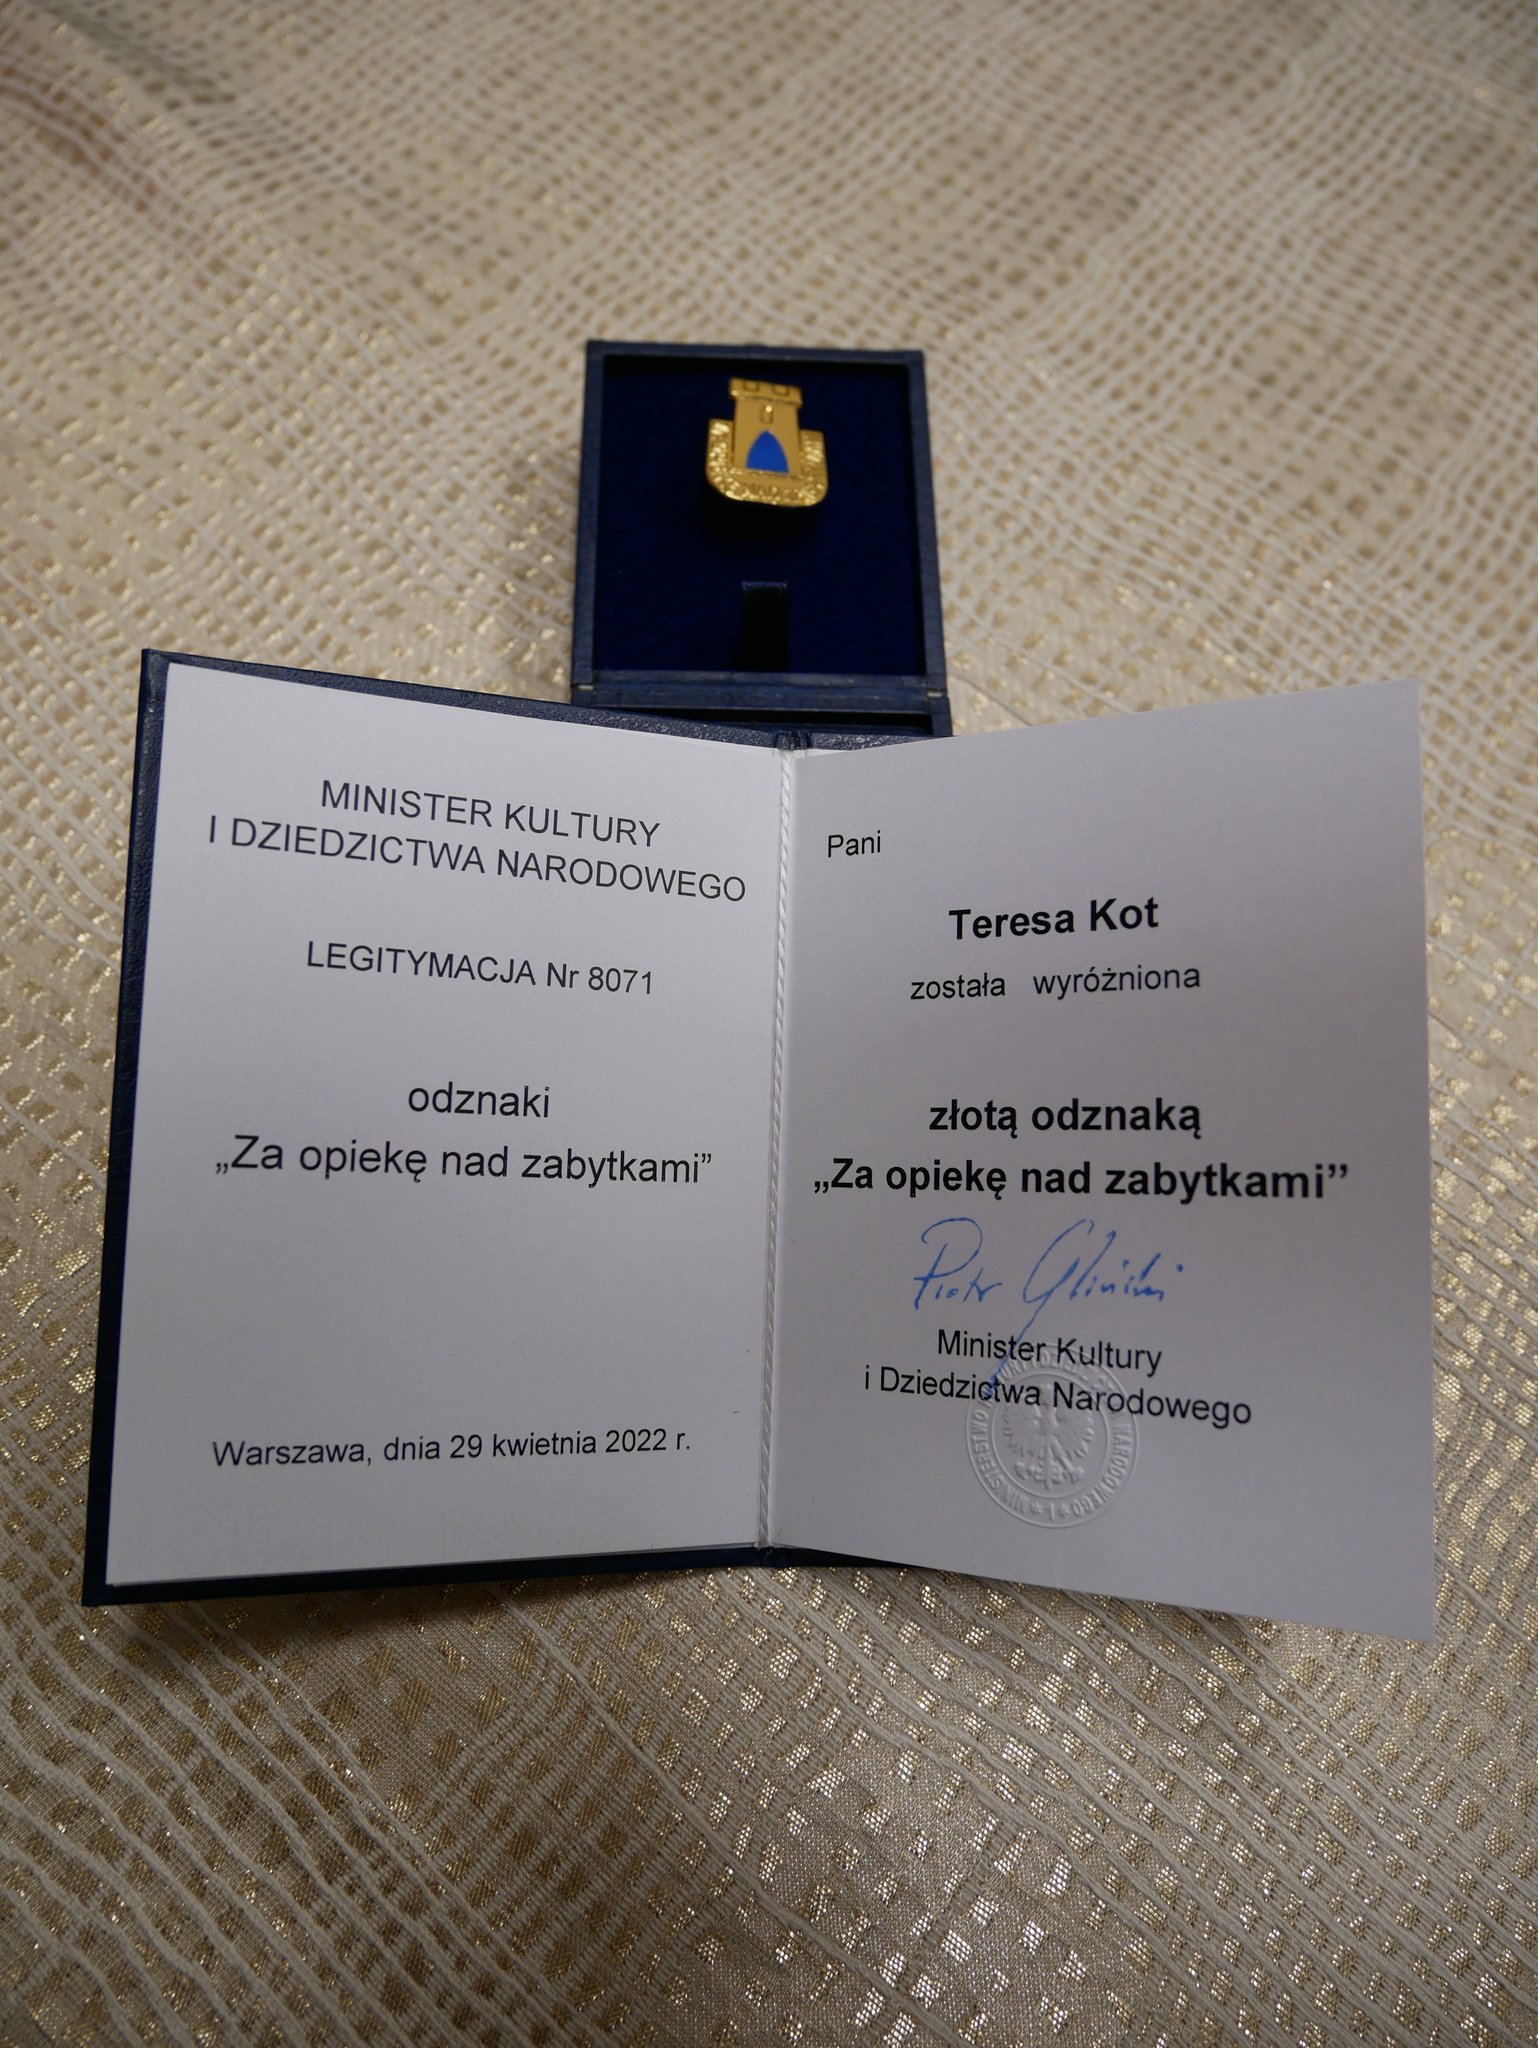 MINISTER KULTURY
I DZIEDZICTWA NARODOWEGO
LEGITYMACJA Nr 8071
odznaki
„Za opiekę nad zabytkami”
Warszawa, dnia 29 kwietnia 2022 r.
Pani
Teresa Kot
została wyróżniona
złotą odznaką
„Za opiekę nad zabytkami”
Piotr Gliński
Minister Kultury
i Dziedzictwa Narodowego